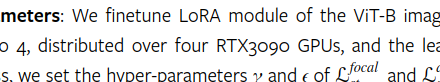 meters: We finetune LoRA module of the ViT-B imag
o 4, distributed over four RTX3090 GPUs, and the lea
s, we set the hyper-parameters γ and ϵ of ℒ^focal and ℒ